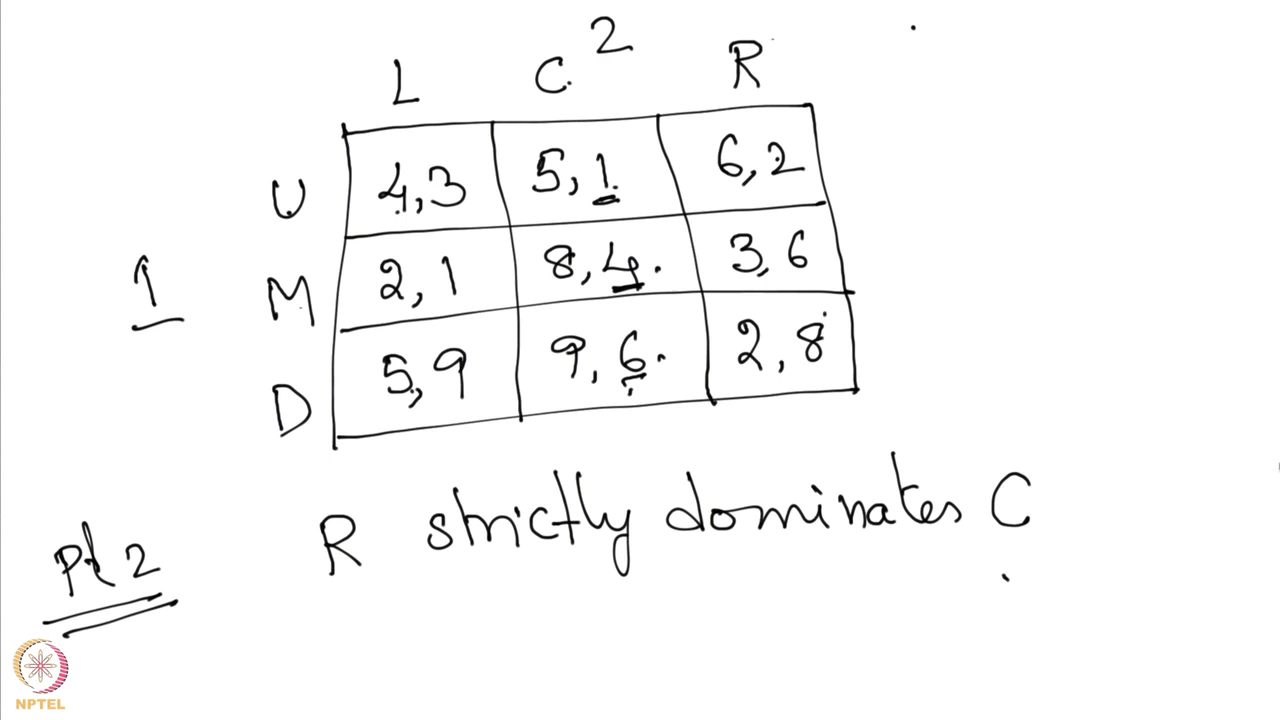 2
L C R
U 4,3 5,1 6,2
1 M 2,1 8,4 3,6
D 5,9 9,6 2,8
Pl 2 R strictly dominates C
NPTEL